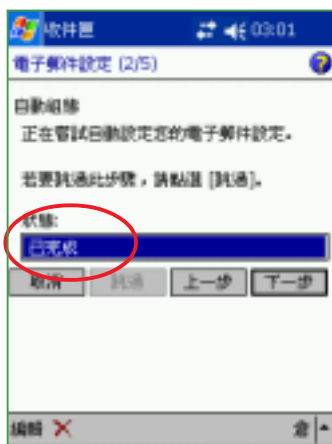 收件匣 03:01
電子郵件設定 (2/5)
自動組態
正在嘗試自動設定您的電子郵件設定。
若要跳過此步驟，請點選 [跳過]。
狀態:
已完成
取消 跳過 上一步 下一步
編輯 倉